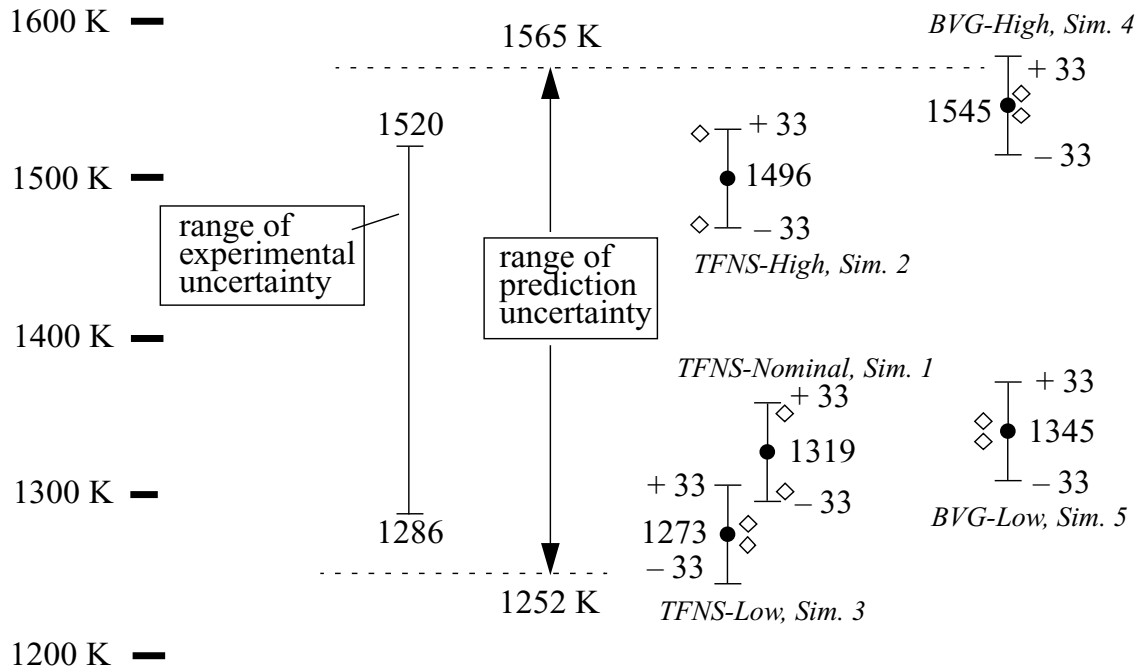 1600 K
1565 K
BVG-High, Sim. 4
+ 33
1545
– 33
1520
+ 33
1500 K
1496
– 33
TFNS-High, Sim. 2
range of
experimental
uncertainty
range of
prediction
uncertainty
1400 K
TFNS-Nominal, Sim. 1
+ 33
1319
– 33
+ 33
1345
– 33
BVG-Low, Sim. 5
1300 K
+ 33
1273
– 33
TFNS-Low, Sim. 3
1286
1252 K
1200 K